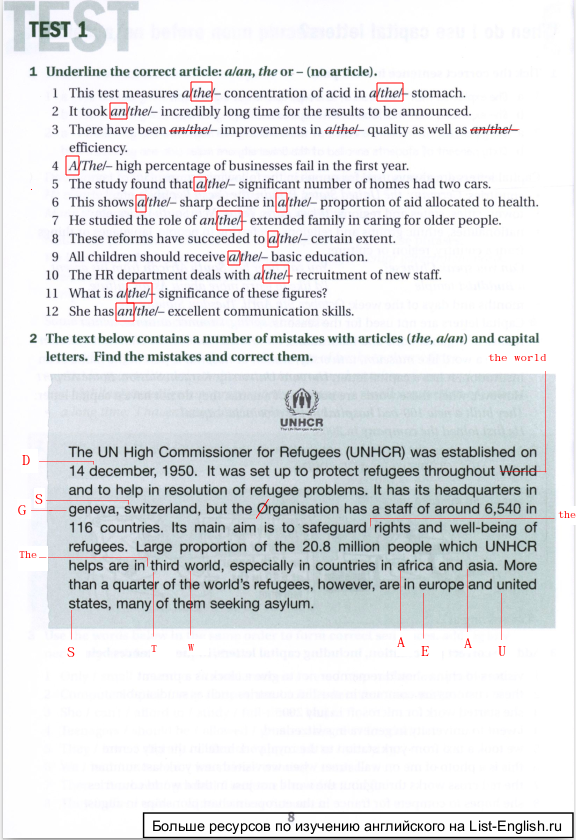 TEST
TEST 1
1 Underline the correct article: a/an, the or – (no article).
1 This test measures a/the/– concentration of acid in a/the/– stomach.
2 It took an/the/– incredibly long time for the results to be announced.
3 There have been an/the/– improvements in a/the/– quality as well as an/the/–
efficiency.
4 A/The/– high percentage of businesses fail in the first year.
5 The study found that a/the/– significant number of homes had two cars.
6 This shows a/the/– sharp decline in a/the/– proportion of aid allocated to health.
7 He studied the role of an/the/– extended family in caring for older people.
8 These reforms have succeeded to a/the/– certain extent.
9 All children should receive a/the/– basic education.
10 The HR department deals with a/the/– recruitment of new staff.
11 What is a/the/– significance of these figures?
12 She has an/the/– excellent communication skills.
2 The text below contains a number of mistakes with articles (the, a/an) and capital
letters. Find the mistakes and correct them.
the world
UNHCR
The UN Refugee Agency
The UN High Commissioner for Refugees (UNHCR) was established on
D
14 december, 1950. It was set up to protect refugees throughout World
and to help in resolution of refugee problems. It has its headquarters in
S
G
geneva, switzerland, but the Organisation has a staff of around 6,540 in
the
116 countries. Its main aim is to safeguard rights and well-being of
refugees. Large proportion of the 20.8 million people which UNHCR
The
helps are in third world, especially in countries in africa and asia. More
than a quarter of the world's refugees, however, are in europe and united
states, many of them seeking asylum.
S T W A E A U
8
Больше ресурсов по изучению английского на List-English.ru